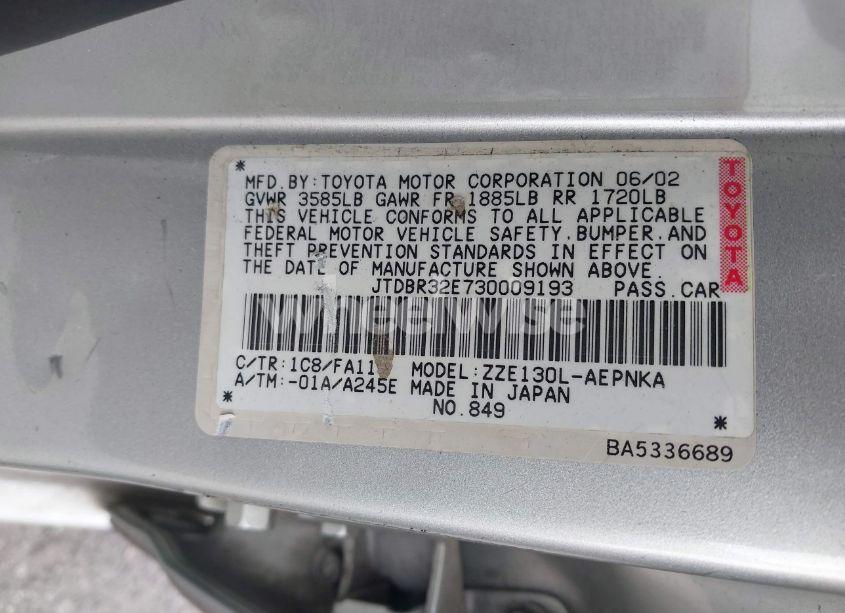 MFD.BY:TOYOTA MOTOR CORPORATION 06/02
GVWR 3585LB GAWR FR 1885LB RR 1720LB
THIS VEHICLE CONFORMS TO ALL APPLICABLE
FEDERAL MOTOR VEHICLE SAFETY,BUMPER,AND
THEFT PREVENTION STANDARDS IN EFFECT ON
THE DATE OF MANUFACTURE SHOWN ABOVE.
JTDBR32E730009193 PASS.CAR
TOYOTA
wheelwise
C/TR:1C8/FA11 MODEL:ZZE130L-AEPNKA
A/TM:-01A/A245E MADE IN JAPAN
NO.849
BA5336689